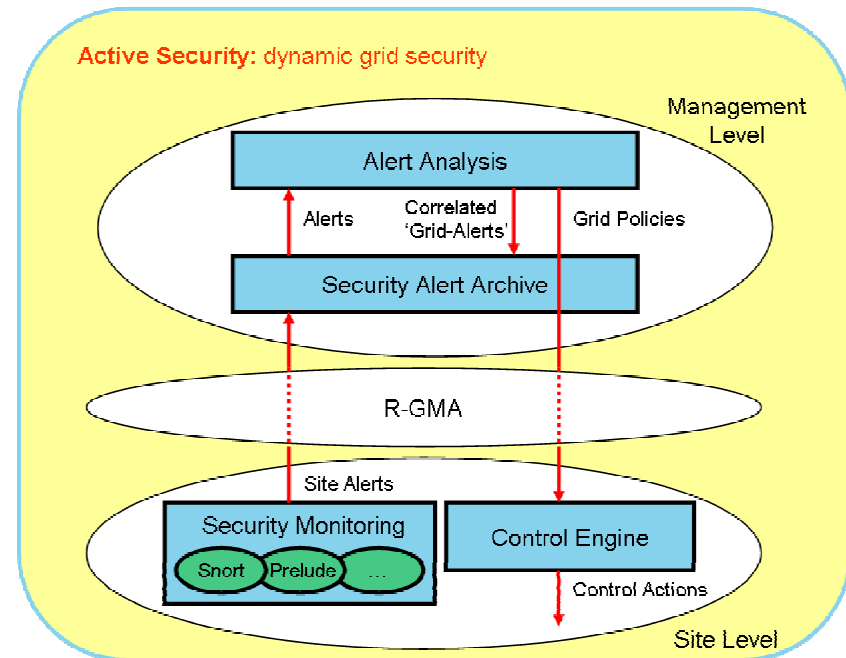 Active Security: dynamic grid security
Management
Level
Alert Analysis
Alerts
Correlated
'Grid-Alerts'
Grid Policies
Security Alert Archive
R-GMA
Site Alerts
Security Monitoring
Snort
Prelude
...
Control Engine
Control Actions
Site Level